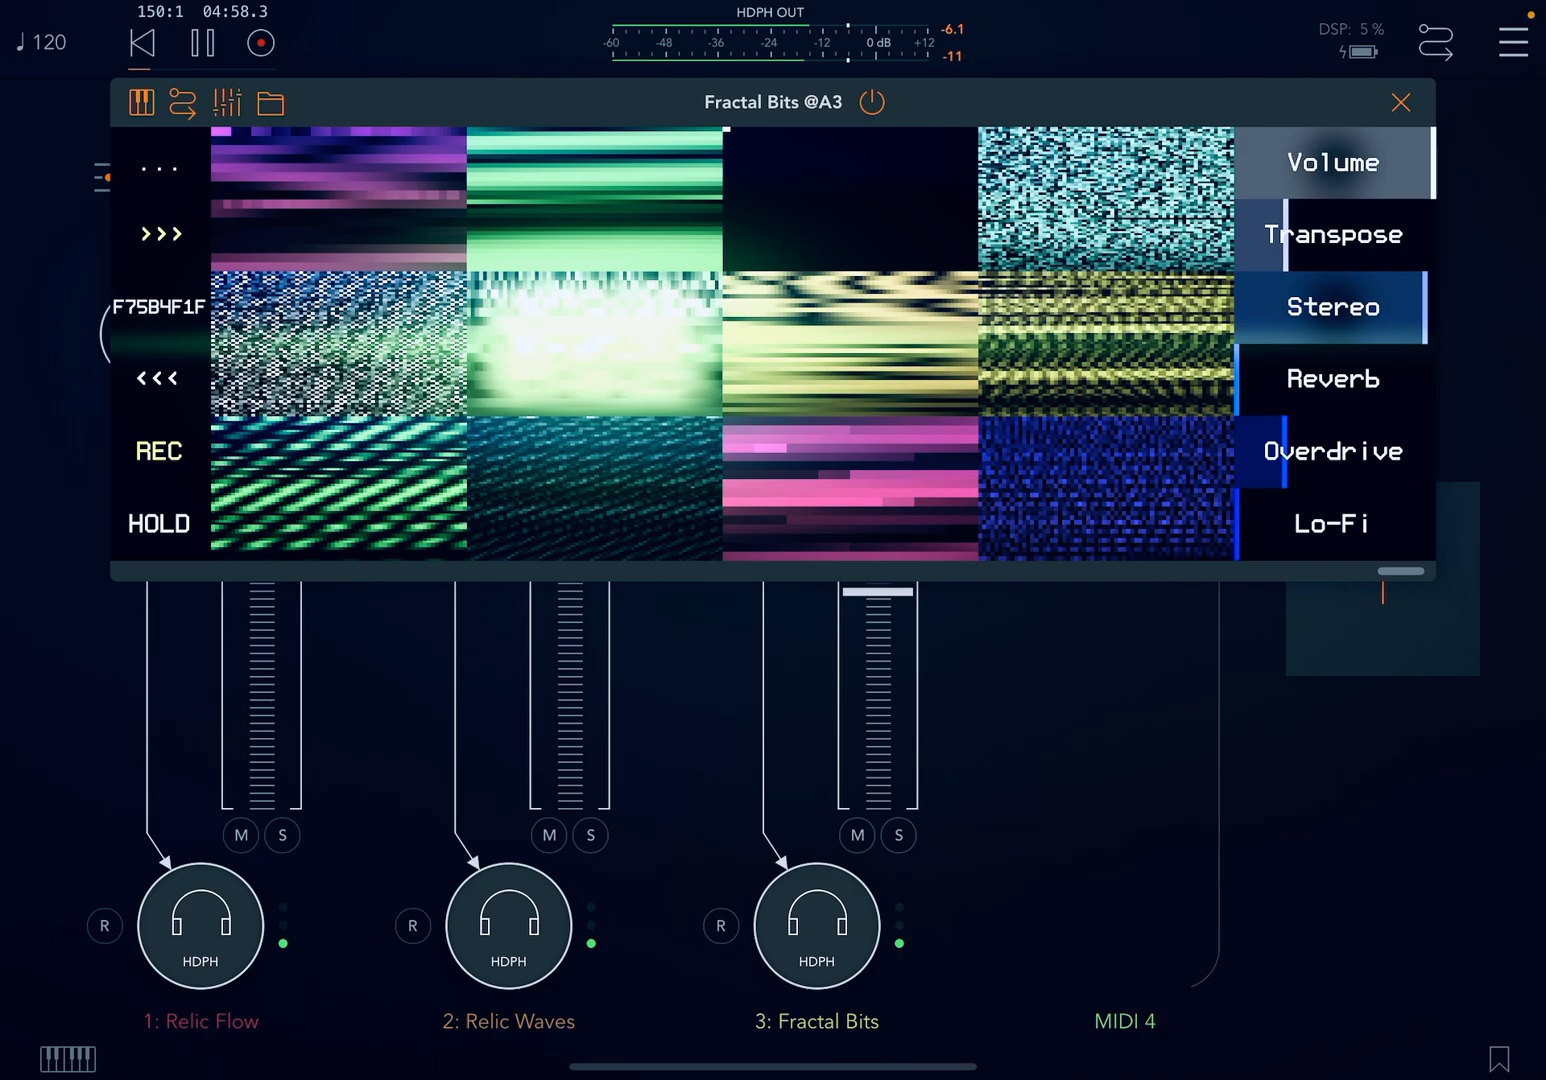 150:1 04:58.3
HDPH OUT
120
-60 -48 -36 -24 -12 0 dB +12
-6.1
-11
DSP: 5 %
Fractal Bits @A3
...
>>>
F75B4F1F
<<<
REC
HOLD
Volume
Transpose
Stereo
Reverb
Overdrive
Lo-Fi
M S M S M S
R HDPH R HDPH R HDPH
1: Relic Flow 2: Relic Waves 3: Fractal Bits MIDI 4